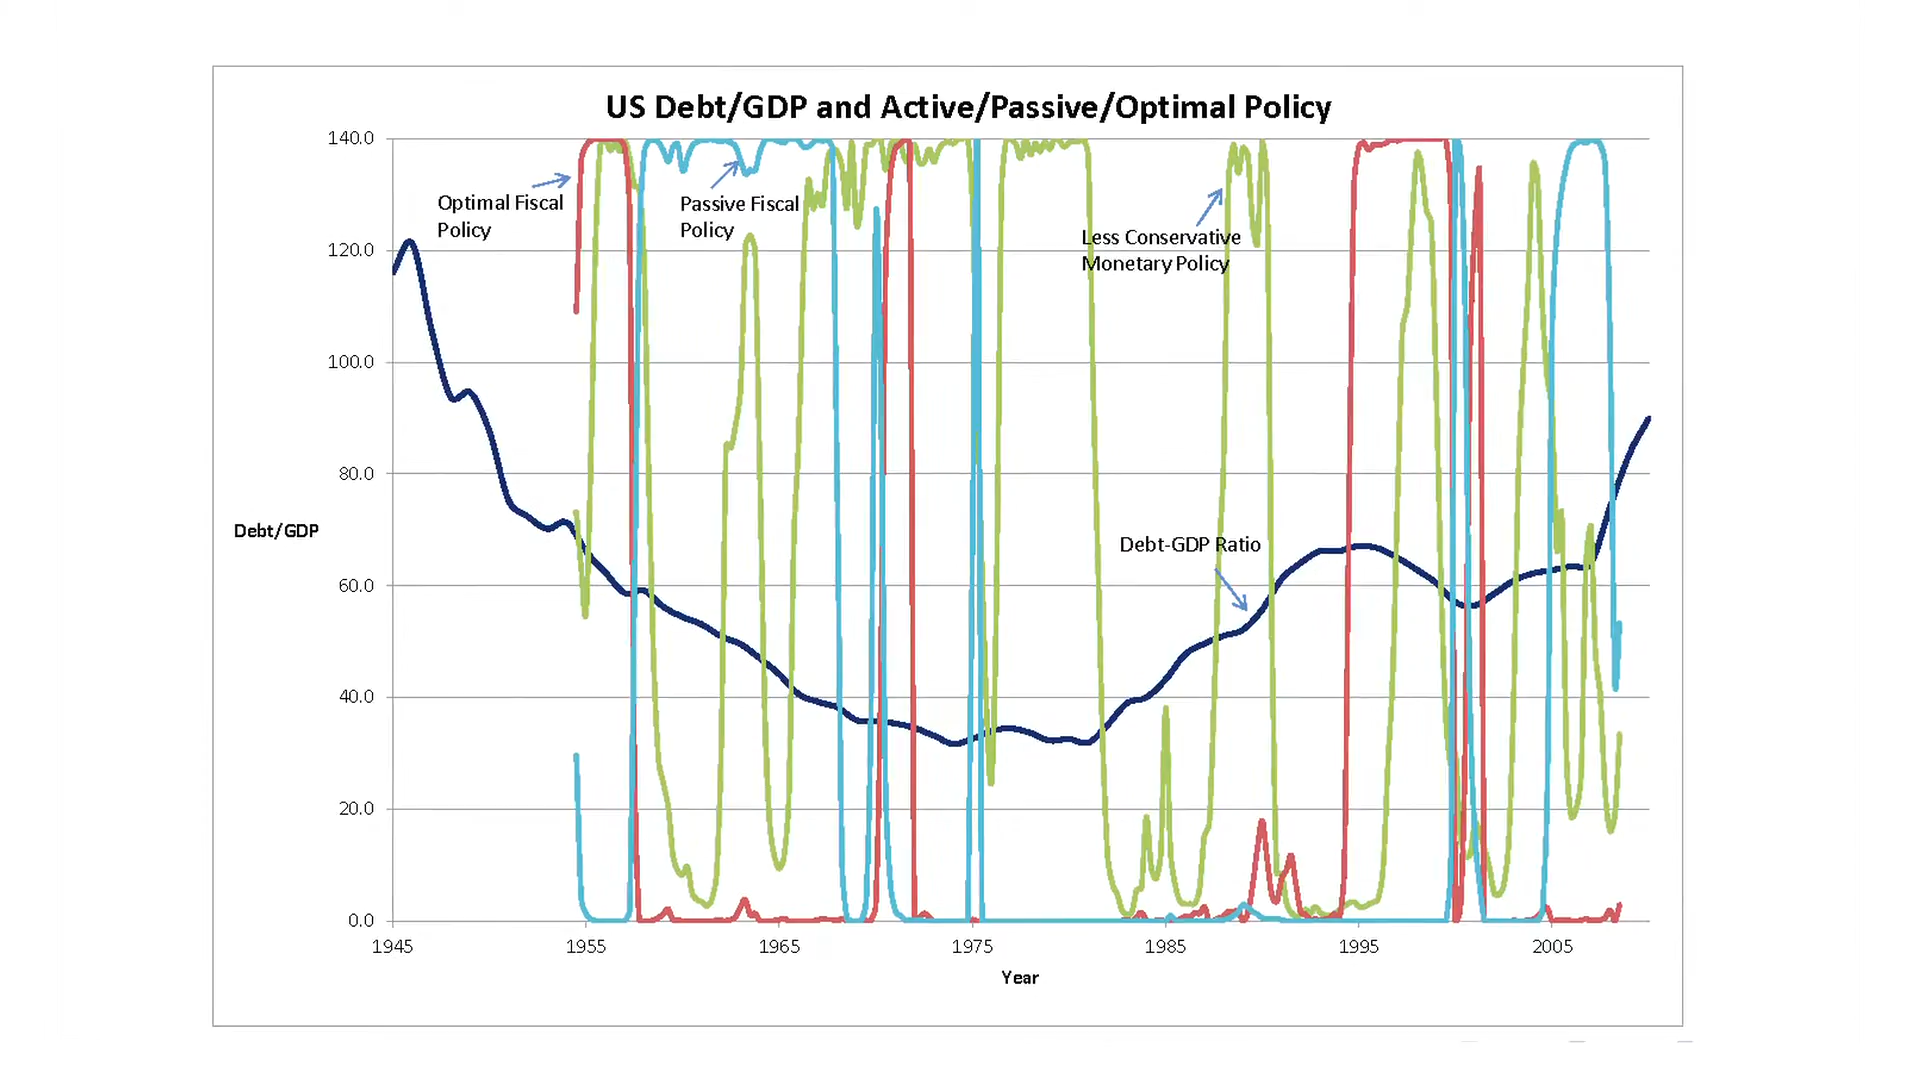 US Debt/GDP and Active/Passive/Optimal Policy
140.0
120.0
100.0
80.0
60.0
40.0
20.0
0.0
Debt/GDP
Optimal Fiscal
Policy
Passive Fiscal
Policy
Less Conservative
Monetary Policy
Debt-GDP Ratio
1945 1955 1965 1975 1985 1995 2005
Year